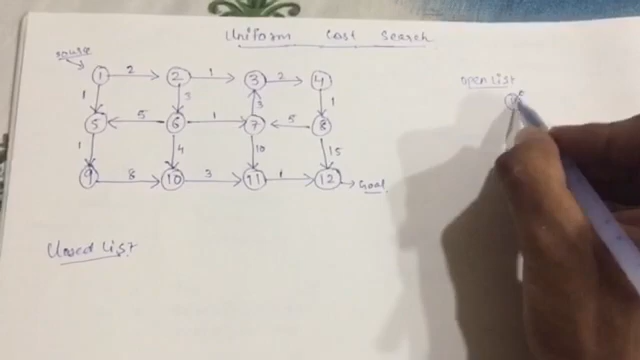 Uniform Cost Search
source
open list
1 2 2 1 3 2 4
1 3 3 1
5 5 6 1 7 5 8
1 4 10 15
9 8 10 3 11 1 12 Goal
Closed List